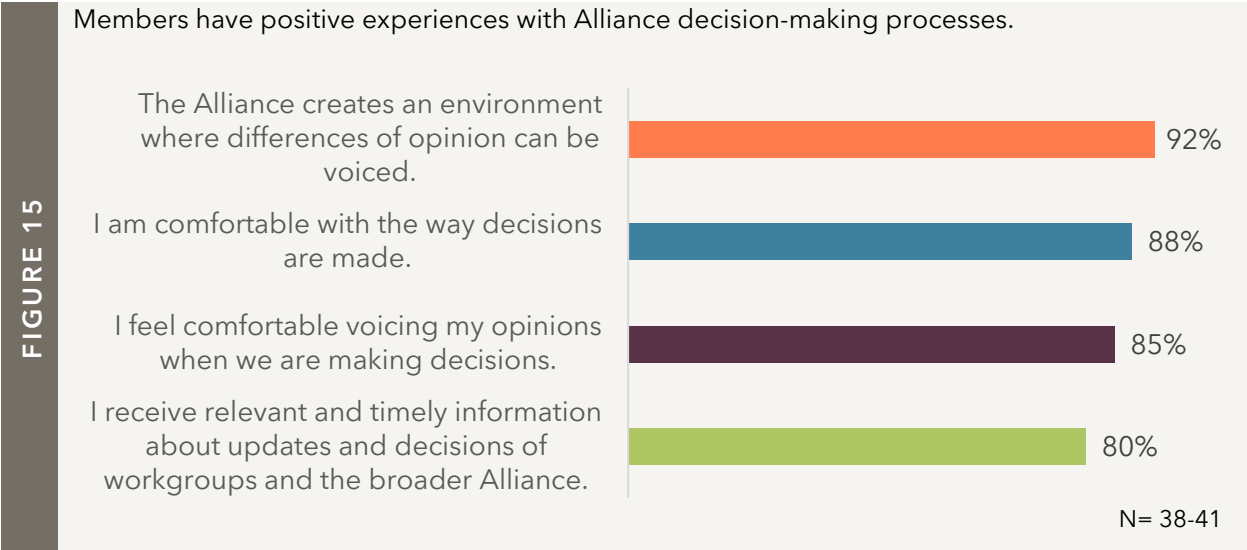 Members have positive experiences with Alliance decision-making processes.
FIGURE 15
The Alliance creates an environment
where differences of opinion can be
voiced.
92%
I am comfortable with the way decisions
are made.
88%
I feel comfortable voicing my opinions
when we are making decisions.
85%
I receive relevant and timely information
about updates and decisions of
workgroups and the broader Alliance.
80%
N= 38-41